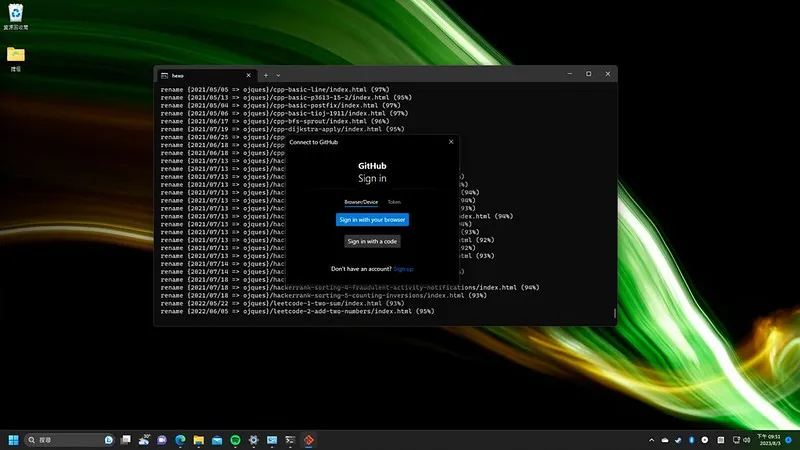 資源回收筒
捷徑
hexo
rename {2021/05/05 => ojques}/cpp-basic-line/index.html (97%)
rename {2021/05/13 => ojques}/cpp-basic-p3613-15-2/index.html (95%)
rename {2021/05/04 => ojques}/cpp-basic-postfix/index.html (97%)
rename {2021/05/06 => ojques}/cpp-basic-tioj-1911/index.html (97%)
rename {2021/06/17 => ojques}/cpp-bfs-sprout/index.html (96%)
rename {2021/07/19 => ojques}/cpp-dijkstra-apply/index.html (95%)
rename {2021/06/25 => ojques}/cpp
rename {2021/06/18 => ojques}/cpp
rename {2021/06/18 => ojques}/cpp
rename {2021/07/13 => ojques}/hack
rename {2021/07/13 => ojques}/hack
rename {2021/07/13 => ojques}/hac
rename {2021/07/13 => ojques}/hac
rename {2021/07/13 => ojques}/hac
rename {2021/07/13 => ojques}/hac
rename {2021/07/13 => ojques}/hac
rename {2021/07/13 => ojques}/hac
rename {2021/07/13 => ojques}/hac
rename {2021/07/13 => ojques}/hac
rename {2021/07/13 => ojques}/hac
rename {2021/07/13 => ojques}/hac
rename {2021/07/14 => ojques}/hac
rename {2021/07/14 => ojques}/hac
rename {2021/07/18 => ojques}/hac
rename {2021/07/18 => ojques}/hackerrank-sorting-4-fraudulent-activity-notifications/index.html (94%)
rename {2021/07/18 => ojques}/hackerrank-sorting-5-counting-inversions/index.html (93%)
rename {2022/05/22 => ojques}/leetcode-1-two-sum/index.html (93%)
rename {2022/06/05 => ojques}/leetcode-2-add-two-numbers/index.html (95%)
Connect to GitHub
GitHub
Sign in
Browser/Device Token
Sign in with your browser
Sign in with a code
Don't have an account? Sign up
搜尋
下午 09:51
2023/8/3